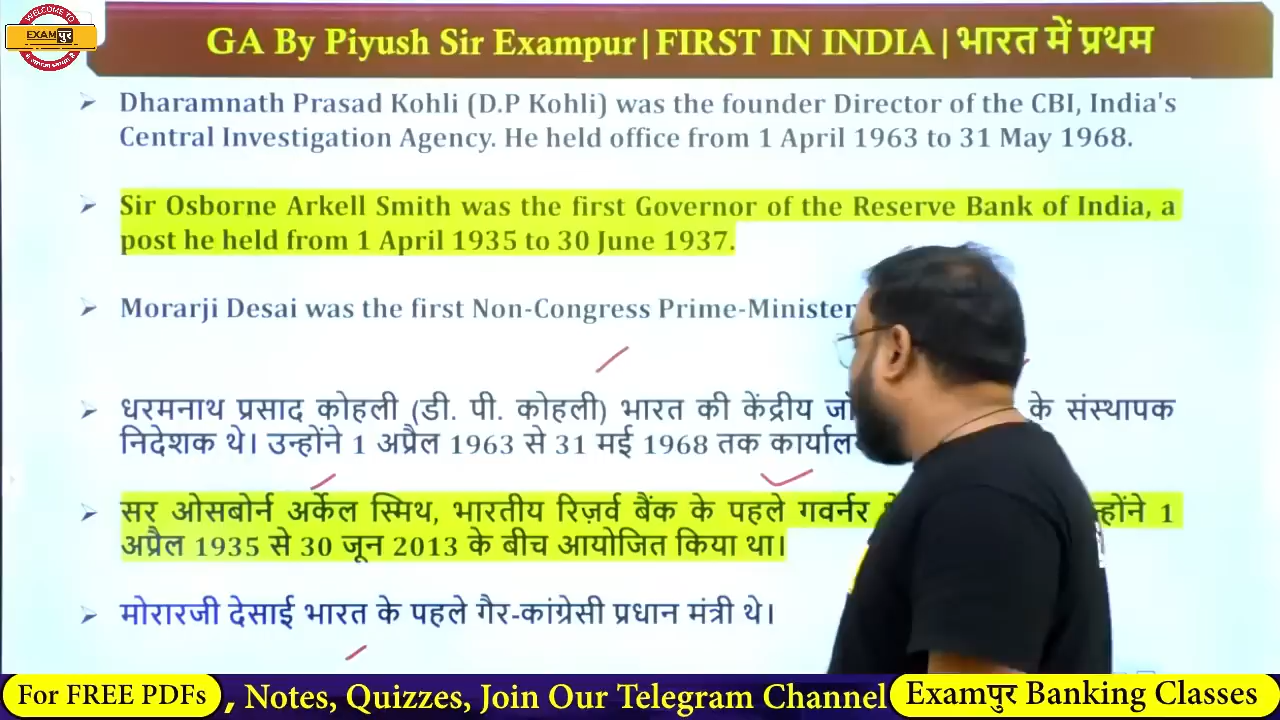 WELCOME TO
EXAMपुर
GA By Piyush Sir Exampur|FIRST IN INDIA|भारत में प्रथम
Dharamnath Prasad Kohli (D.P Kohli) was the founder Director of the CBI, India's
Central Investigation Agency. He held office from 1 April 1963 to 31 May 1968.
Sir Osborne Arkell Smith was the first Governor of the Reserve Bank of India, a
post he held from 1 April 1935 to 30 June 1937.
Morarji Desai was the first Non-Congress Prime-Minister
धरमनाथ प्रसाद कोहली (डी. पी. कोहली) भारत की केंद्रीय के संस्थापक
निदेशक थे। उन्होंने 1 अप्रैल 1963 से 31 मई 1968 तक
सर ओसबोर्न अर्केल स्मिथ, भारतीय रिज़र्व बैंक के पहले गवर्नर 1
अप्रैल 1935 से 30 जून 2013 के बीच आयोजित किया था।
मोरारजी देसाई भारत के पहले गैर-कांग्रेसी प्रधान मंत्री थे।
For FREE PDFs , Notes, Quizzes, Join Our Telegram Channel Examपुर Banking Classes